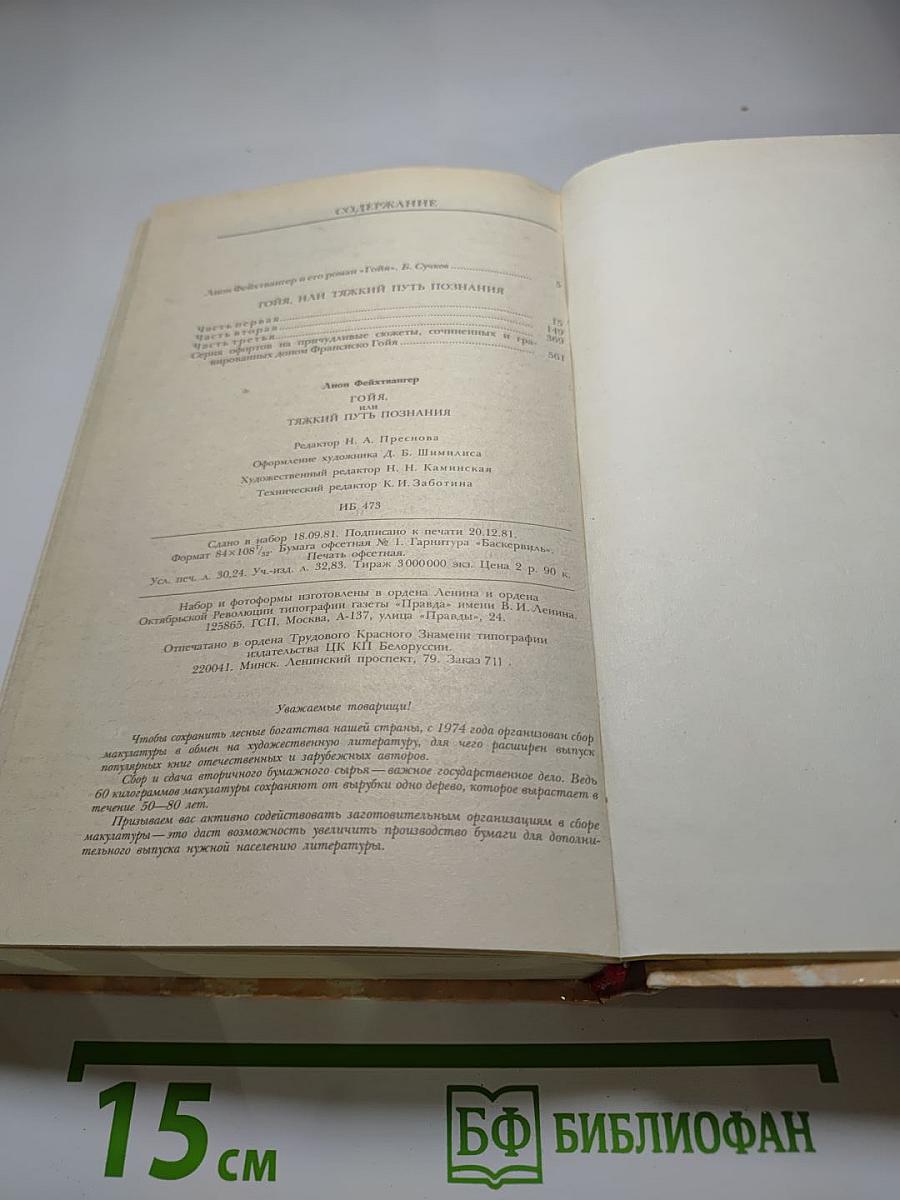 СОДЕРЖАНИЕ
Лион Фейхтвангер и его роман «Гойя». Б. Сучков 5
ГОЙЯ, ИЛИ ТЯЖКИЙ ПУТЬ ПОЗНАНИЯ
Часть первая 15
Часть вторая 149
Часть третья 369
Серия офортов на причудливые сюжеты, сочиненных и гра-
вированных доном Франсиско Гойя 561
Лион Фейхтвангер
ГОЙЯ,
ИЛИ
ТЯЖКИЙ ПУТЬ ПОЗНАНИЯ
Редактор Н. А. Преснова
Оформление художника Д. Б. Шимилиса
Художественный редактор Н. Н. Каминская
Технический редактор К. И. Заботина
ИБ 473
Сдано в набор 18.09.81. Подписано к печати 20.12.81.
Формат 84×108¹/₃₂. Бумага офсетная № 1. Гарнитура «Баскервиль».
Печать офсетная.
Усл. печ. л. 30,24. Уч.-изд. л. 32,83. Тираж 3 000 000 экз. Цена 2 р. 90 к.
Набор и фотоформы изготовлены в ордена Ленина и ордена
Октябрьской Революции типографии газеты «Правда» имени В. И. Ленина.
125865, ГСП, Москва, А-137, улица «Правды», 24.
Отпечатано в ордена Трудового Красного Знамени типографии
издательства ЦК КП Белоруссии.
220041. Минск. Ленинский проспект, 79. Заказ 711 .
Уважаемые товарищи!
Чтобы сохранить лесные богатства нашей страны, с 1974 года организован сбор
макулатуры в обмен на художественную литературу, для чего расширен выпуск
популярных книг отечественных и зарубежных авторов.
Сбор и сдача вторичного бумажного сырья — важное государственное дело. Ведь
60 килограммов макулатуры сохраняют от вырубки одно дерево, которое вырастает в
течение 50—80 лет.
Призываем вас активно содействовать заготовительным организациям в сборе
макулатуры — это даст возможность увеличить производство бумаги для дополни-
тельного выпуска нужной населению литературы.
15 см
БФ БИБЛИОФАН